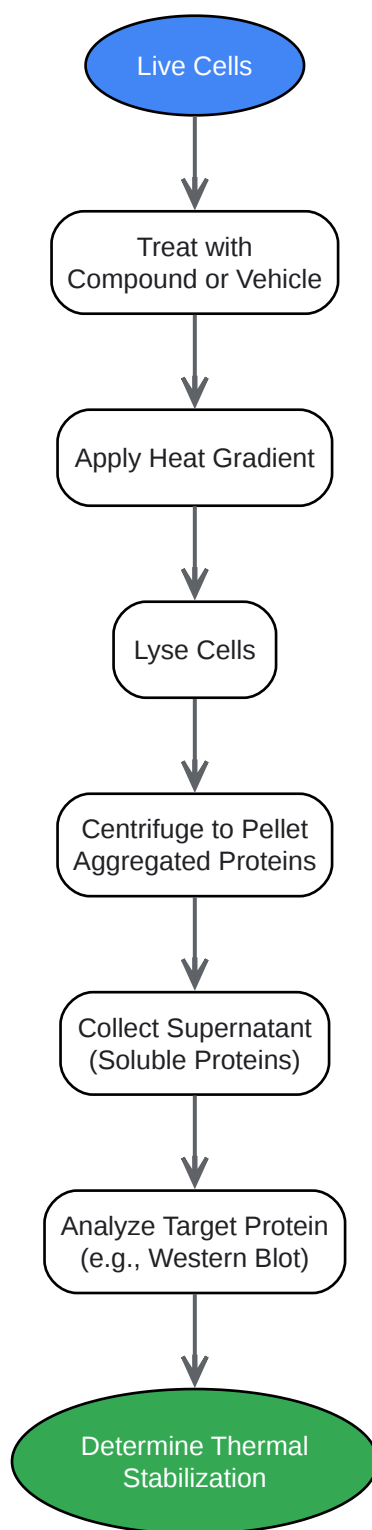 Live Cells
Treat with
Compound or Vehicle
Apply Heat Gradient
Lyse Cells
Centrifuge to Pellet
Aggregated Proteins
Collect Supernatant
(Soluble Proteins)
Analyze Target Protein
(e.g., Western Blot)
Determine Thermal
Stabilization